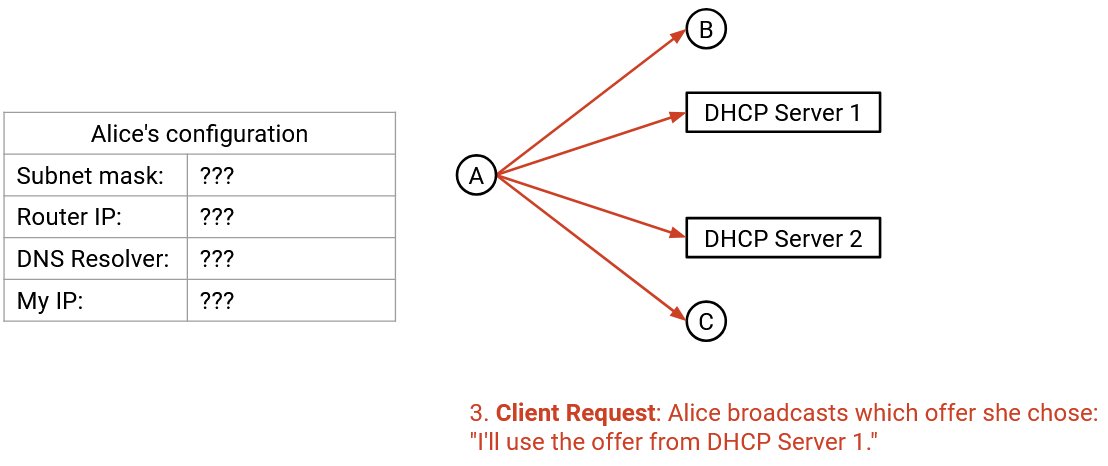 Alice's configuration
Subnet mask: ???
Router IP: ???
DNS Resolver: ???
My IP: ???
A
B
DHCP Server 1
DHCP Server 2
C
3. Client Request: Alice broadcasts which offer she chose:
"I'll use the offer from DHCP Server 1."